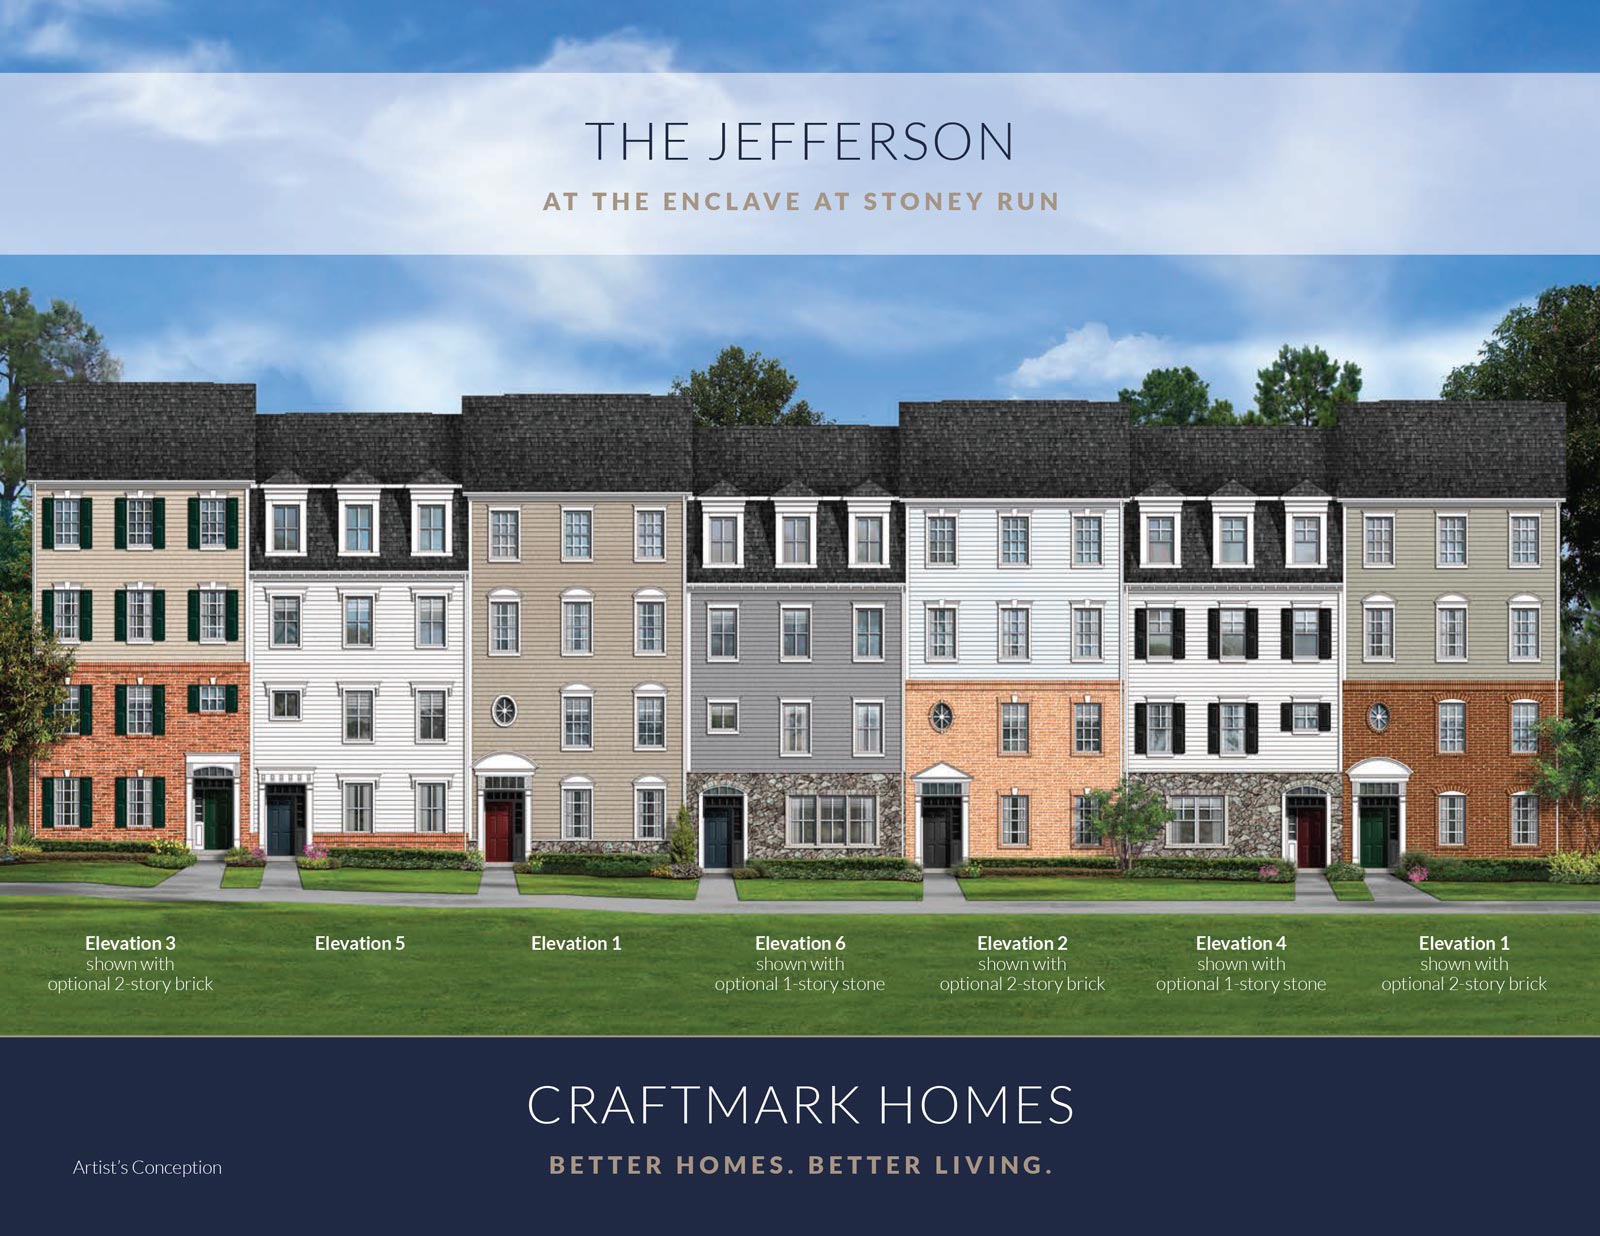 THE JEFFERSON
AT THE ENCLAVE AT STONEY RUN
Elevation 3
shown with
optional 2-story brick
Elevation 5
Elevation 1
Elevation 6
shown with
optional 1-story stone
Elevation 2
shown with
optional 2-story brick
Elevation 4
shown with
optional 1-story stone
Elevation 1
shown with
optional 2-story brick
CRAFTMARK HOMES
BETTER HOMES. BETTER LIVING.
Artist’s Conception